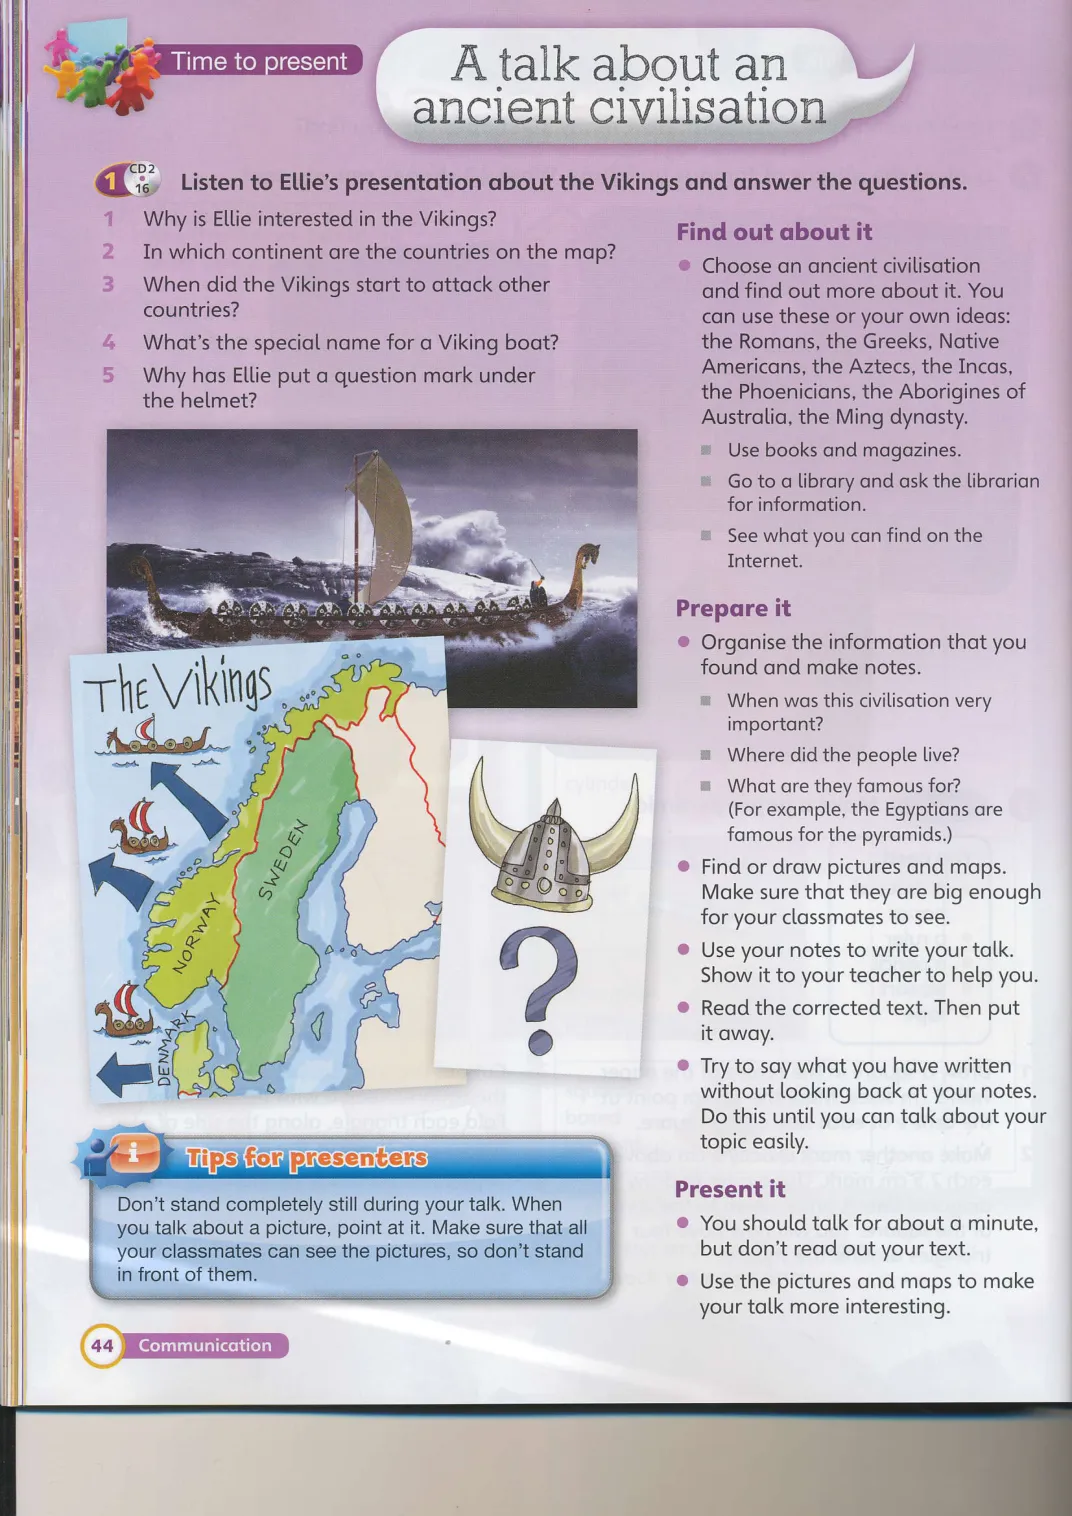 Time to present
A talk about an
ancient civilisation
1 CD2
16
Listen to Ellie's presentation about the Vikings and answer the questions.
1 Why is Ellie interested in the Vikings?
2 In which continent are the countries on the map?
3 When did the Vikings start to attack other
countries?
4 What's the special name for a Viking boat?
5 Why has Ellie put a question mark under
the helmet?
The Vikings
NORWAY
SWEDEN
DENMARK
?
i
Tips for presenters
Don't stand completely still during your talk. When
you talk about a picture, point at it. Make sure that all
your classmates can see the pictures, so don't stand
in front of them.
Find out about it
● Choose an ancient civilisation
and find out more about it. You
can use these or your own ideas:
the Romans, the Greeks, Native
Americans, the Aztecs, the Incas,
the Phoenicians, the Aborigines of
Australia, the Ming dynasty.
■ Use books and magazines.
■ Go to a library and ask the librarian
for information.
■ See what you can find on the
Internet.
Prepare it
● Organise the information that you
found and make notes.
■ When was this civilisation very
important?
■ Where did the people live?
■ What are they famous for?
(For example, the Egyptians are
famous for the pyramids.)
● Find or draw pictures and maps.
Make sure that they are big enough
for your classmates to see.
● Use your notes to write your talk.
Show it to your teacher to help you.
● Read the corrected text. Then put
it away.
● Try to say what you have written
without looking back at your notes.
Do this until you can talk about your
topic easily.
Present it
● You should talk for about a minute,
but don't read out your text.
● Use the pictures and maps to make
your talk more interesting.
44 Communication